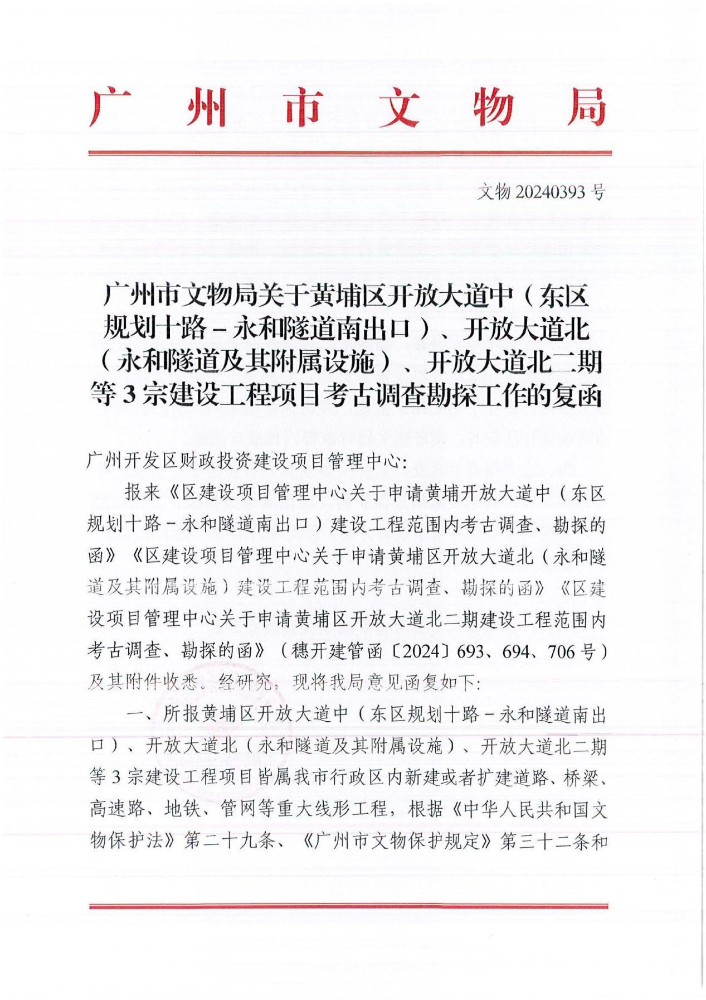 广州市文物局
文物 20240393 号
广州市文物局关于黄埔区开放大道中（东区
规划十路－永和隧道南出口）、开放大道北
（永和隧道及其附属设施）、开放大道北二期
等 3 宗建设工程项目考古调查勘探工作的复函
广州开发区财政投资建设项目管理中心：
报来《区建设项目管理中心关于申请黄埔开放大道中（东区
规划十路－永和隧道南出口）建设工程范围内考古调查、勘探的
函》《区建设项目管理中心关于申请黄埔区开放大道北（永和隧
道及其附属设施）建设工程范围内考古调查、勘探的函》《区建
设项目管理中心关于申请黄埔区开放大道北二期建设工程范围内
考古调查、勘探的函》（穗开建管函〔2024〕693、694、706 号）
及其附件收悉。经研究，现将我局意见函复如下：
一、所报黄埔区开放大道中（东区规划十路－永和隧道南出
口）、开放大道北（永和隧道及其附属设施）、开放大道北二期
等 3 宗建设工程项目皆属我市行政区内新建或者扩建道路、桥梁、
高速路、地铁、管网等重大线形工程，根据《中华人民共和国文
物保护法》第二十九条、《广州市文物保护规定》第三十二条和